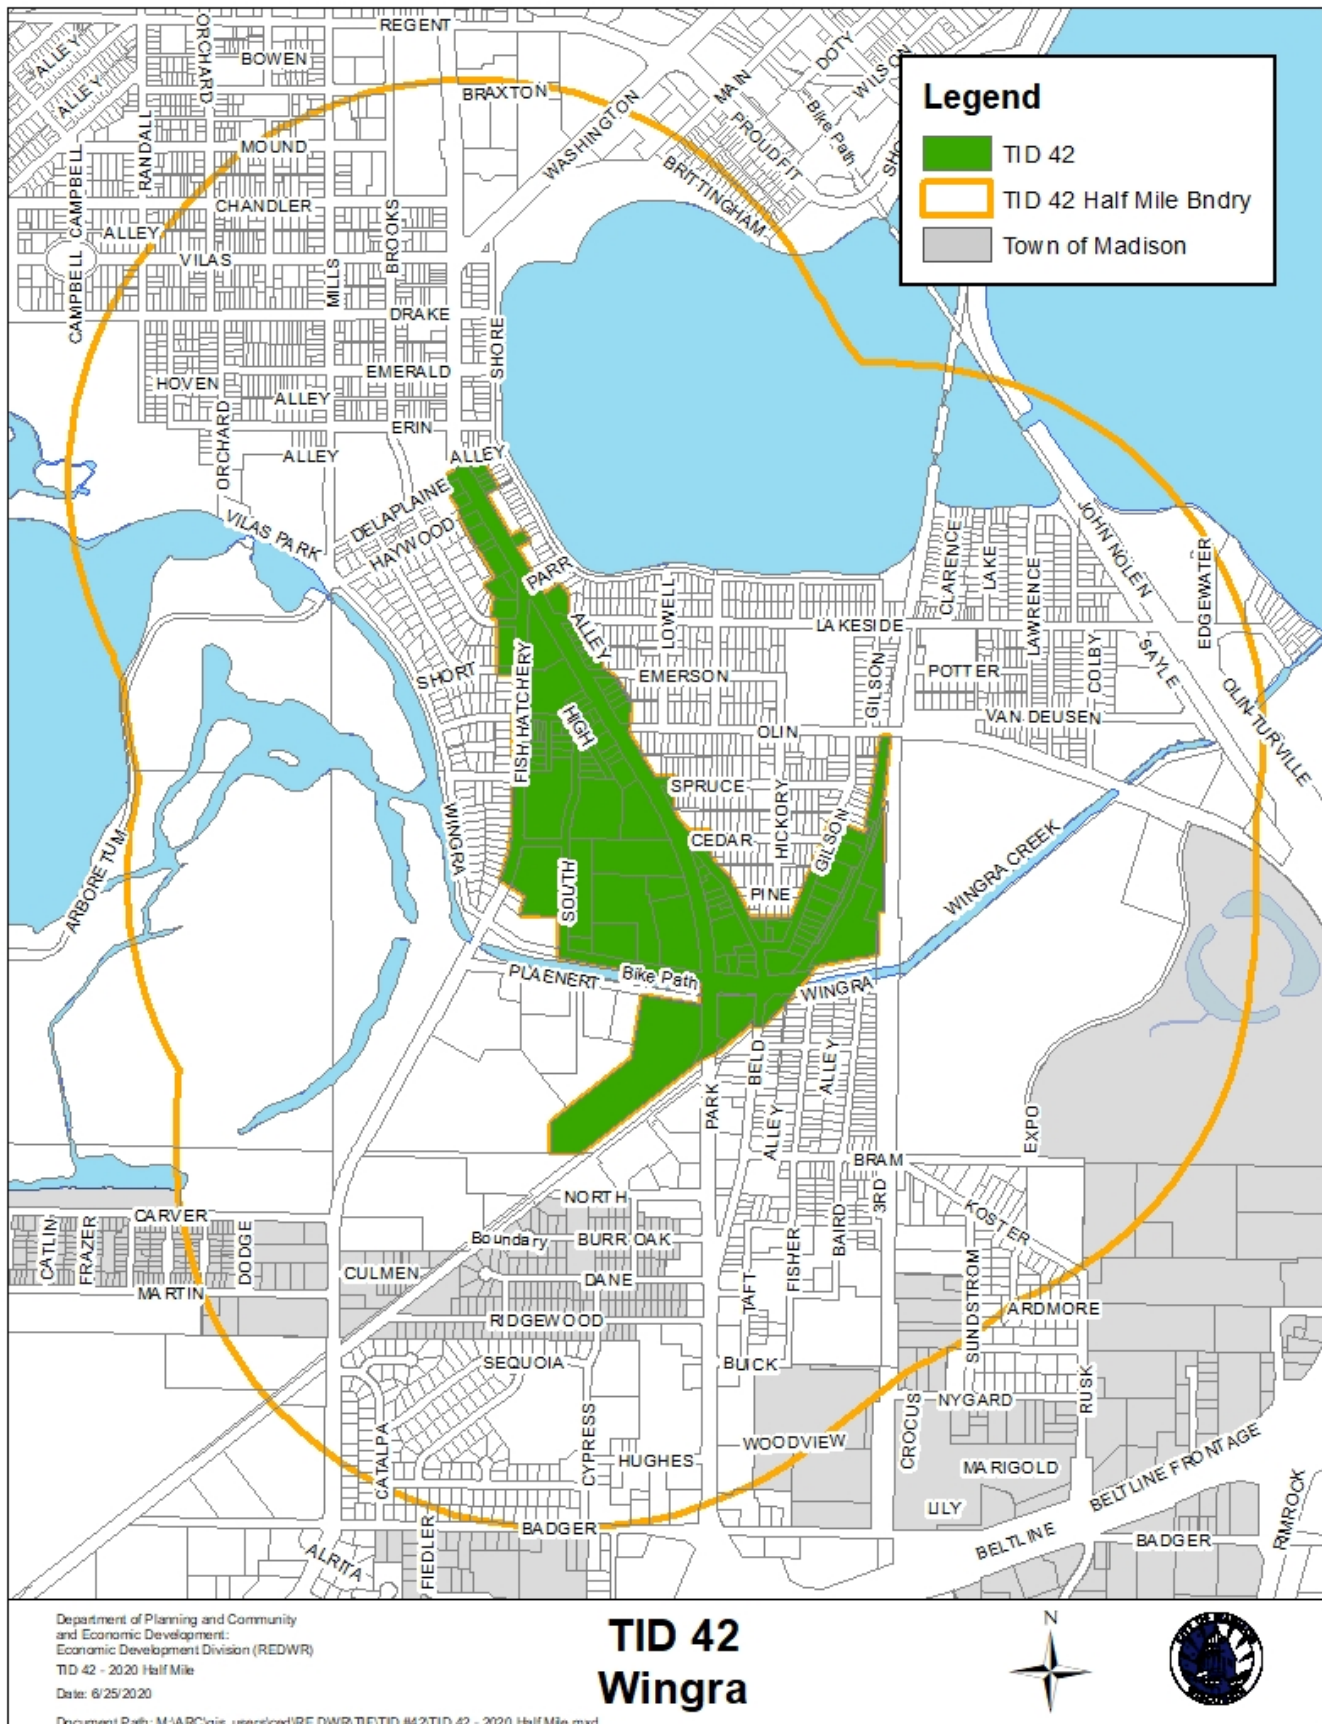 REGENT
ALLEY
ORCHARD
BOWEN
DOTY
WILSON
ALLEY
MAIN
BRAXTON
Bike Path
WASHINGTON
PROUDFIT
RANDALL
MOUND
BRITTINGHAM
CAMPBELL
CHANDLER
BROOKS
ALLEY
VILAS
CAMPBELL
MILLS
DRAKE
SHORE
EMERALD
HOVEN
ALLEY
ORCHARD
ERIN
ALLEY
ALLEY
DELAPLAINE
VILAS PARK
HAYWOOD
PARR
ALLEY
LOWELL
LAKESIDE
CLARENCE
LAKE
LAWRENCE
JOHN NOLEN
EDGEWATER
SHORT
FISH HATCHERY
EMERSON
GILSON
POTTER
COLBY
SAYLE
HIGH
OLIN
VAN DEUSEN
OLIN-TURVILLE
SPRUCE
HICKORY
CEDAR
GILSON
WINGRA
ARBORETUM
SOUTH
PINE
WINGRA CREEK
PLAENERT
Bike Path
WINGRA
BELD
ALLEY
PARK
ALLEY
EXPO
BRAM
3RD
NORTH
KOSTER
CARVER
CATLIN
FRAZER
DODGE
Boundary
BURR OAK
FISHER
BAIRD
CULMEN
DANE
TAFT
MARTIN
SUNDSTROM
ARDMORE
RIDGEWOOD
SEQUOIA
BUICK
RUSK
CROCUS
NYGARD
CATALPA
CYPRESS
WOODVIEW
HUGHES
MARIGOLD
BELTLINE FRONTAGE
LILY
RIMROCK
BADGER
BELTLINE
BADGER
FIEDLER
ALRITA
Legend
TID 42
TID 42 Half Mile Bndry
Town of Madison
Department of Planning and Community
and Economic Development:
Economic Development Division (REDWR)
TID 42 - 2020 Half Mile
Date: 6/25/2020
TID 42
Wingra
N